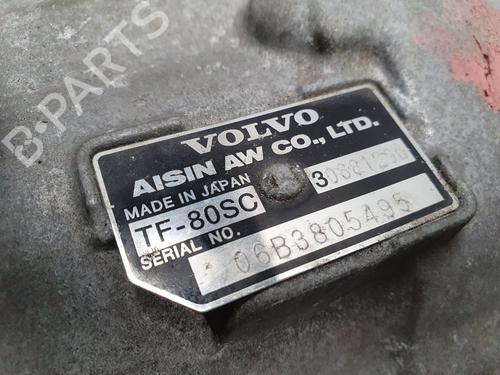 B-PARTS
VOLVO
AISIN AW CO., LTD.
MADE IN JAPAN
TF-80SC
SERIAL NO.
06B3805495